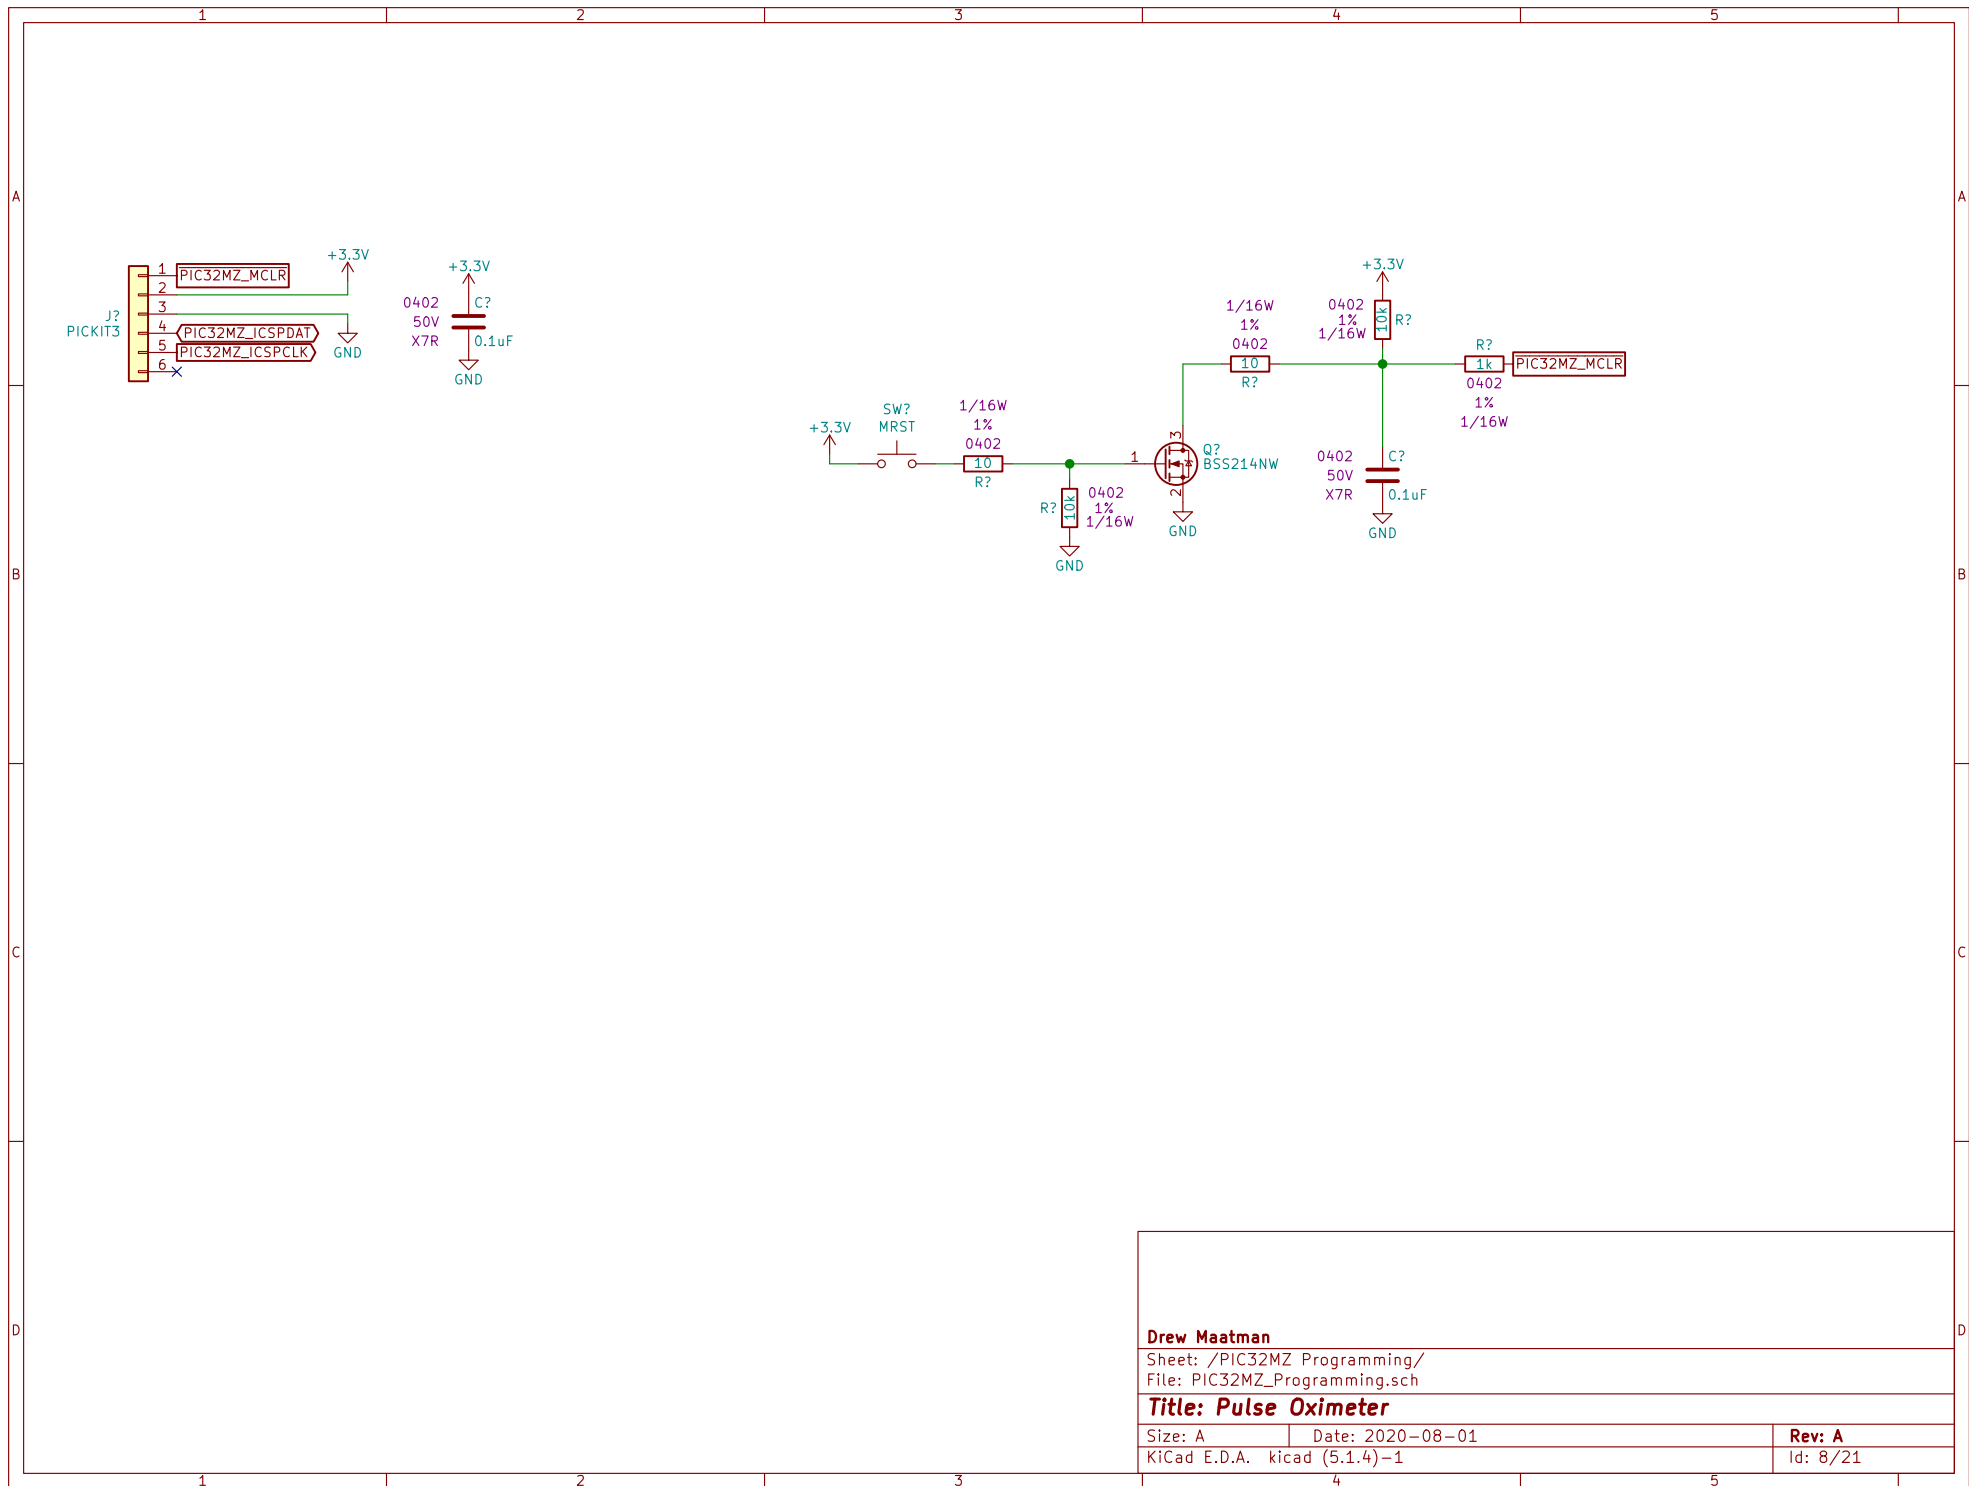 1 2 3 4 5
A A
+3.3V
1 PIC32MZ_MCLR
2
3
J?
PICKIT3
4 PIC32MZ_ICSPDAT
5 PIC32MZ_ICSPCLK
6
GND
+3.3V
0402 C?
50V
X7R 0.1uF
GND
+3.3V
SW?
MRST
1/16W
1%
0402
10
R?
R? 10k
0402
1%
1/16W
GND
1
3
2
Q?
BSS214NW
GND
1/16W
1%
0402
10
R?
+3.3V
0402
1%
1/16W
10k R?
R?
1k PIC32MZ_MCLR
0402
1%
1/16W
0402 C?
50V
X7R 0.1uF
GND
B B
C C
D D
Drew Maatman
Sheet: /PIC32MZ Programming/
File: PIC32MZ_Programming.sch
Title: Pulse Oximeter
Size: A Date: 2020-08-01 Rev: A
KiCad E.D.A. kicad (5.1.4)-1 Id: 8/21
1 2 3 4 5